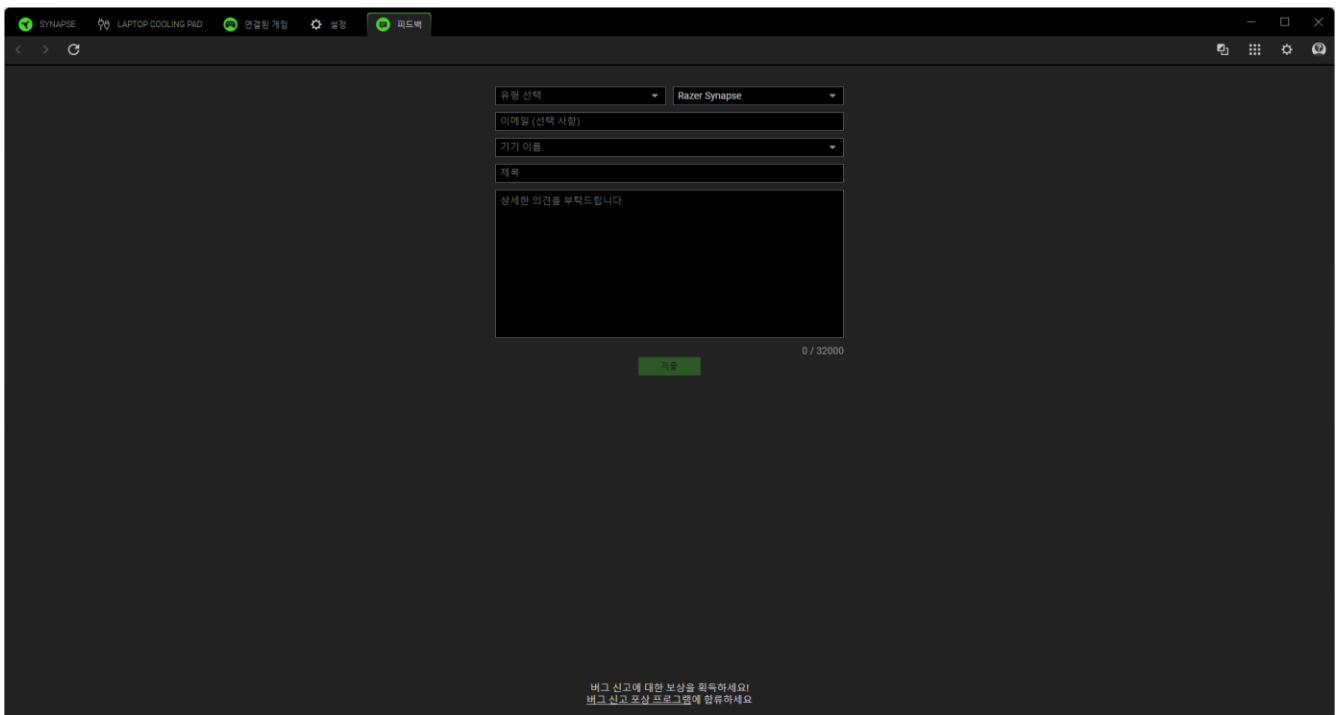 SYNAPSE LAPTOP COOLING PAD 연결된 게임 설정 피드백
유형 선택 Razer Synapse
이메일 (선택 사항)
기기 이름
제목
상세한 의견을 부탁드립니다
0 / 32000
제출
버그 신고에 대한 보상을 획득하세요!
버그 신고 포상 프로그램에 합류하세요